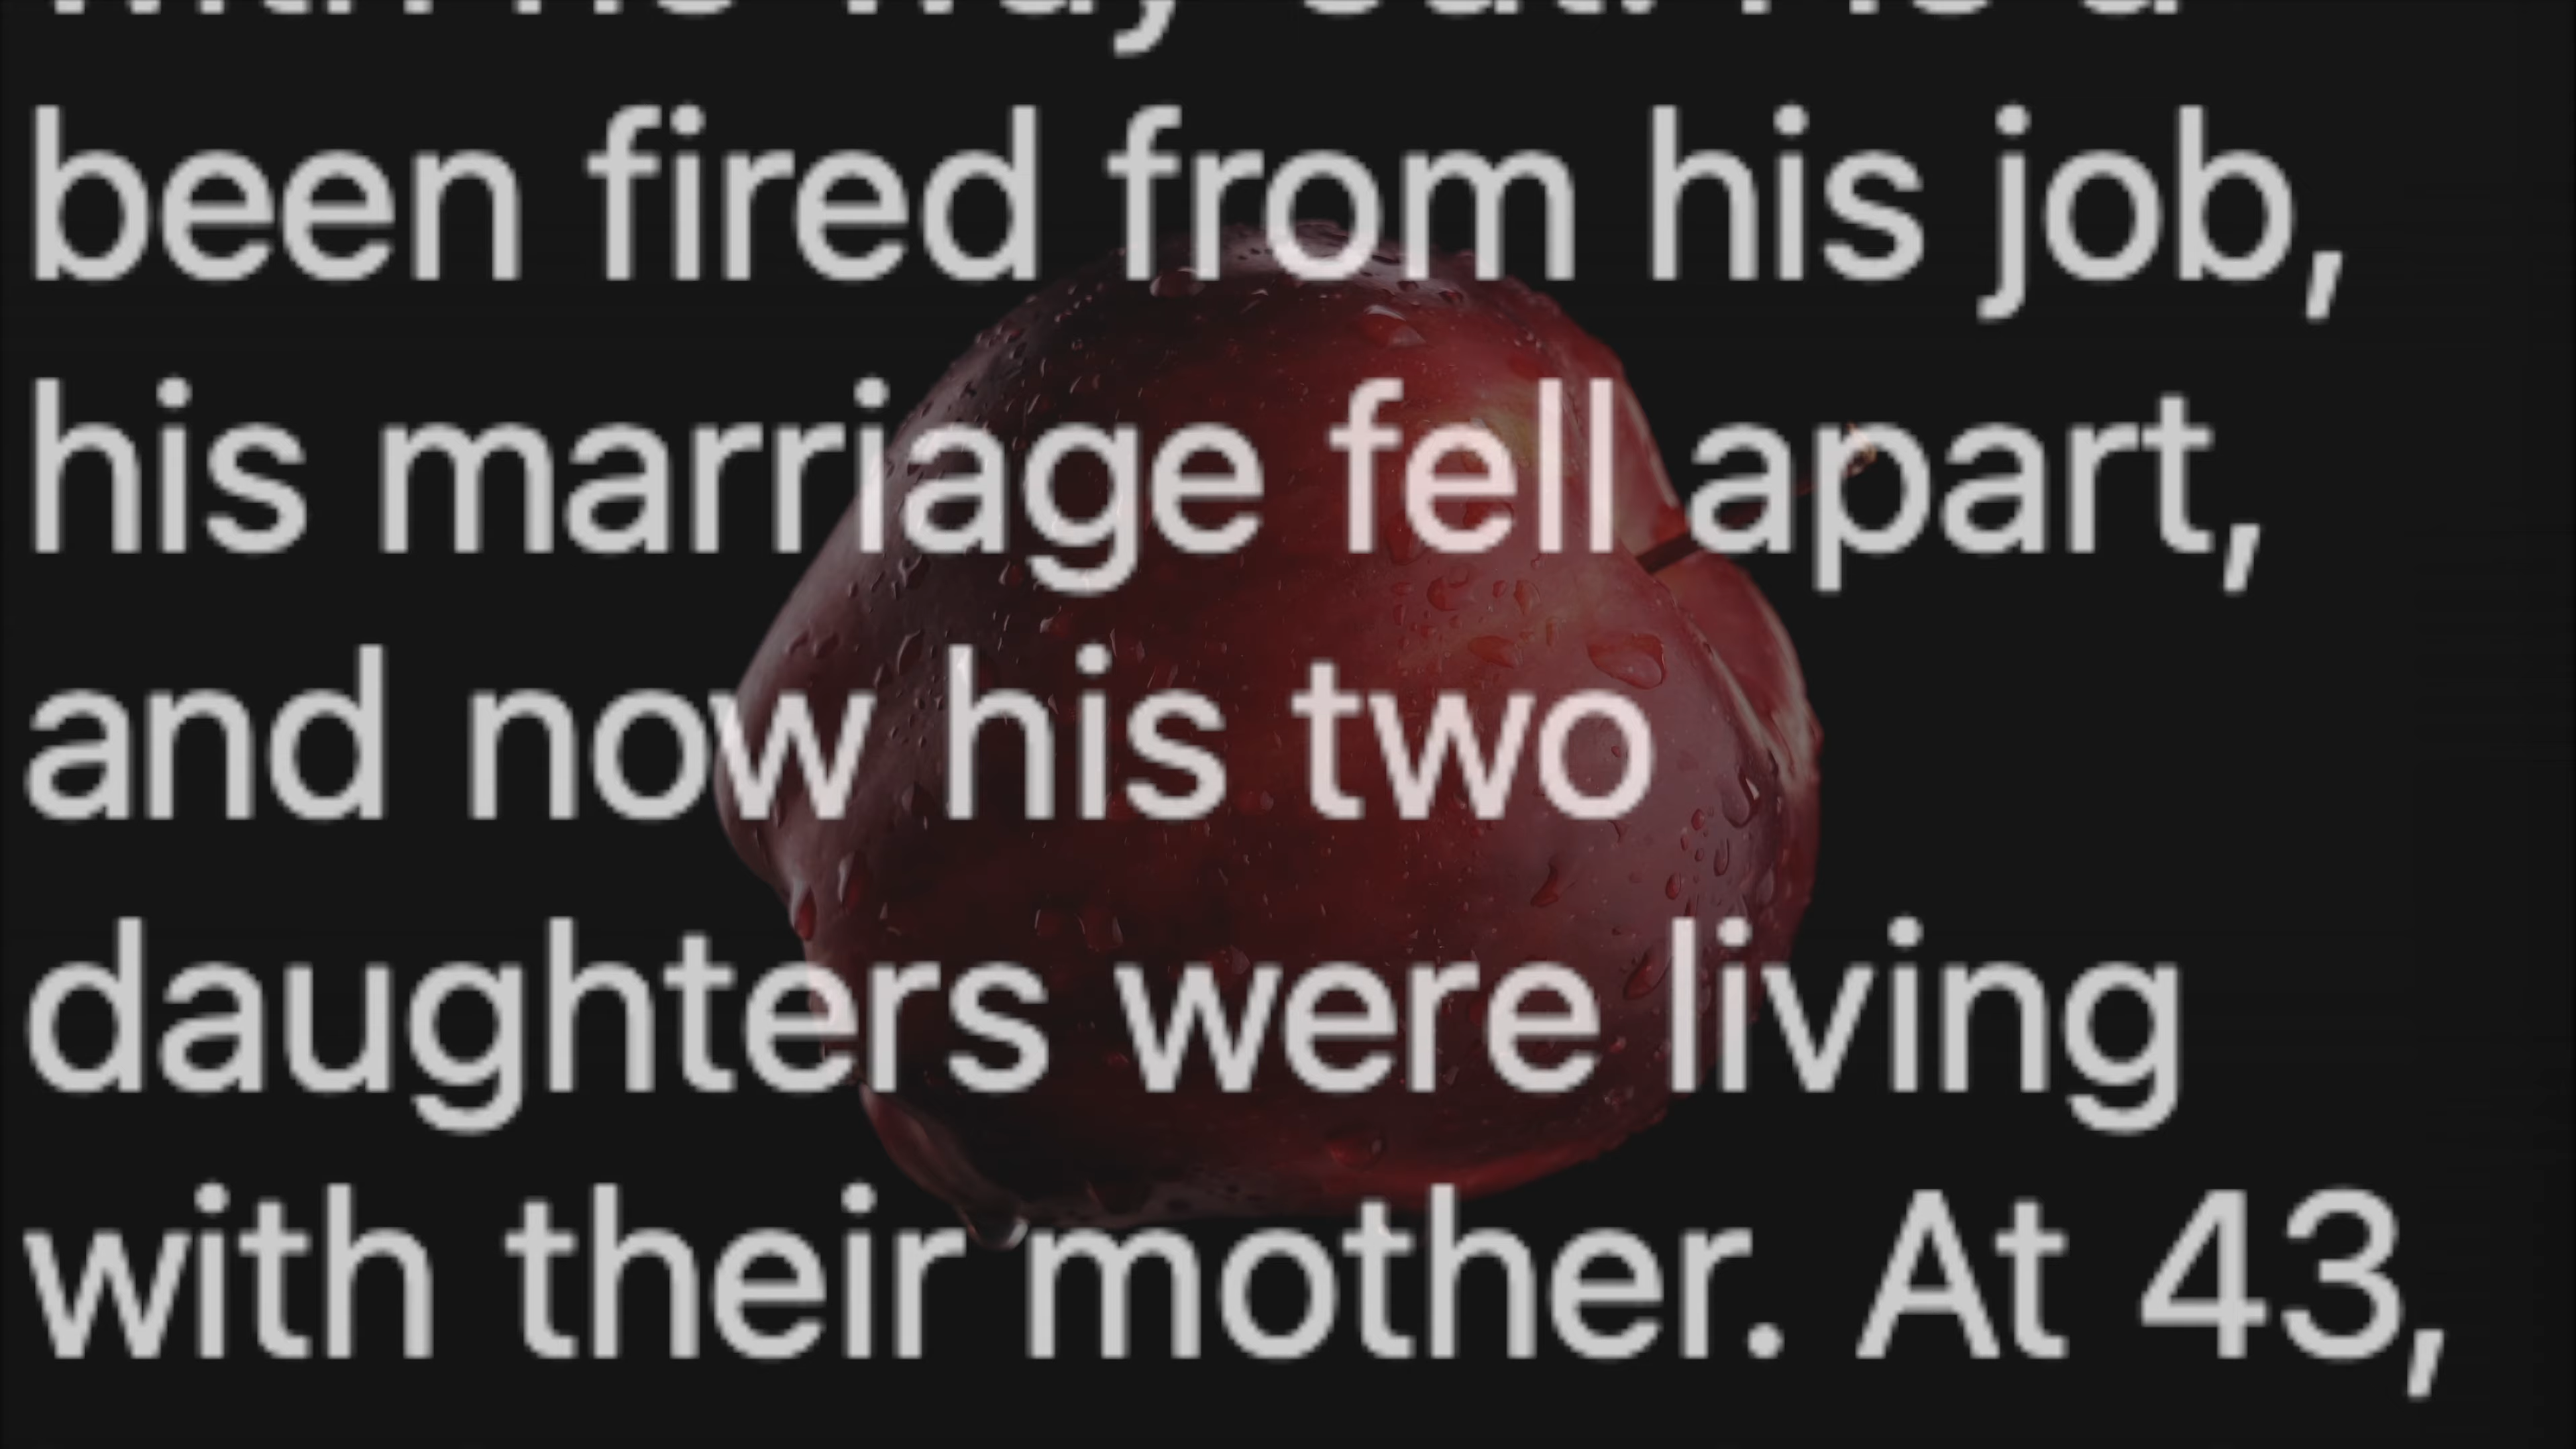 been fired from his job,
his marriage fell apart,
and now his two
daughters were living
with their mother. At 43,